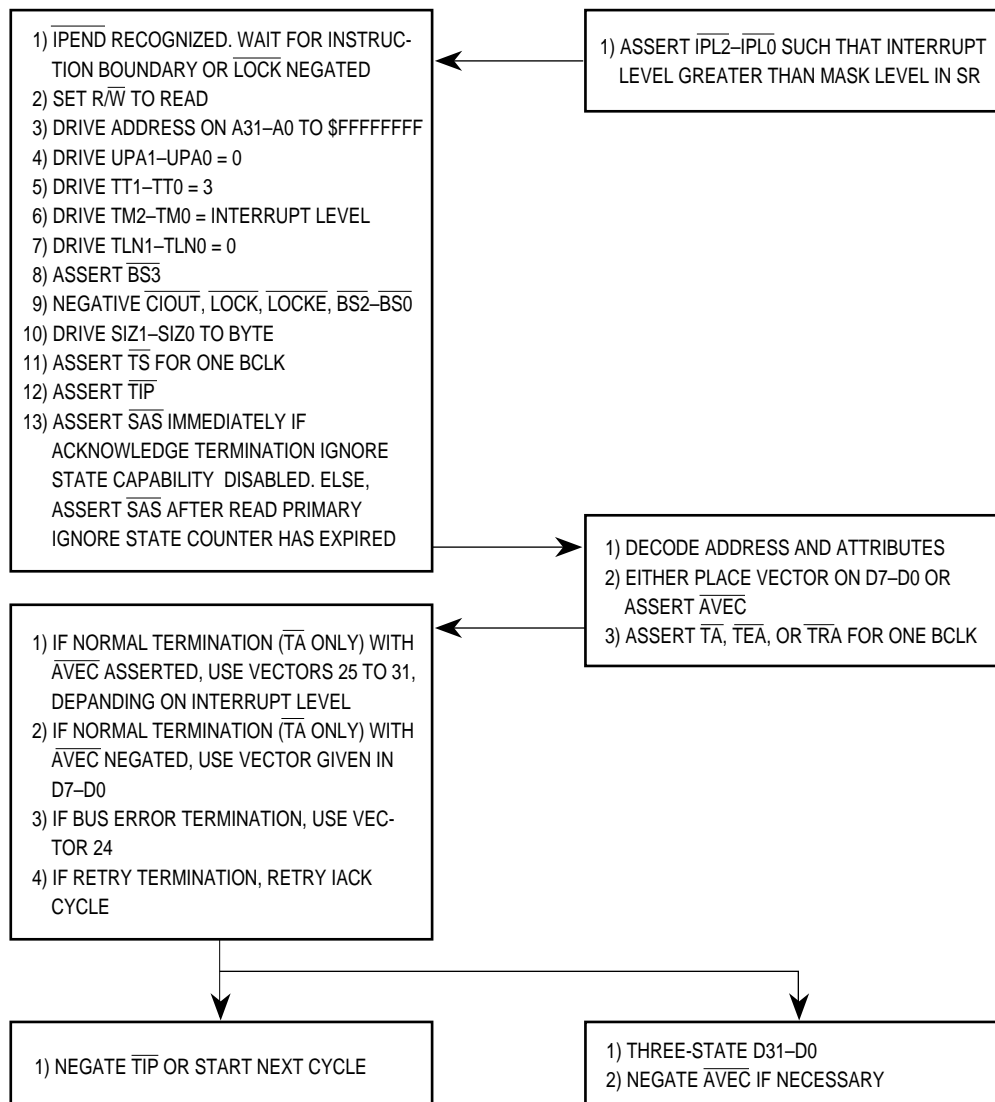 1) IPEND RECOGNIZED. WAIT FOR INSTRUC-
TION BOUNDARY OR LOCK NEGATED
2) SET R/W TO READ
3) DRIVE ADDRESS ON A31–A0 TO $FFFFFFFF
4) DRIVE UPA1–UPA0 = 0
5) DRIVE TT1–TT0 = 3
6) DRIVE TM2–TM0 = INTERRUPT LEVEL
7) DRIVE TLN1–TLN0 = 0
8) ASSERT BS3
9) NEGATIVE CIOUT, LOCK, LOCKE, BS2–BS0
10) DRIVE SIZ1–SIZ0 TO BYTE
11) ASSERT TS FOR ONE BCLK
12) ASSERT TIP
13) ASSERT SAS IMMEDIATELY IF
ACKNOWLEDGE TERMINATION IGNORE
STATE CAPABILITY DISABLED. ELSE,
ASSERT SAS AFTER READ PRIMARY
IGNORE STATE COUNTER HAS EXPIRED
1) ASSERT IPL2–IPL0 SUCH THAT INTERRUPT
LEVEL GREATER THAN MASK LEVEL IN SR
1) DECODE ADDRESS AND ATTRIBUTES
2) EITHER PLACE VECTOR ON D7–D0 OR
ASSERT AVEC
3) ASSERT TA, TEA, OR TRA FOR ONE BCLK
1) IF NORMAL TERMINATION (TA ONLY) WITH
AVEC ASSERTED, USE VECTORS 25 TO 31,
DEPANDING ON INTERRUPT LEVEL
2) IF NORMAL TERMINATION (TA ONLY) WITH
AVEC NEGATED, USE VECTOR GIVEN IN
D7–D0
3) IF BUS ERROR TERMINATION, USE VEC-
TOR 24
4) IF RETRY TERMINATION, RETRY IACK
CYCLE
1) NEGATE TIP OR START NEXT CYCLE
1) THREE-STATE D31–D0
2) NEGATE AVEC IF NECESSARY